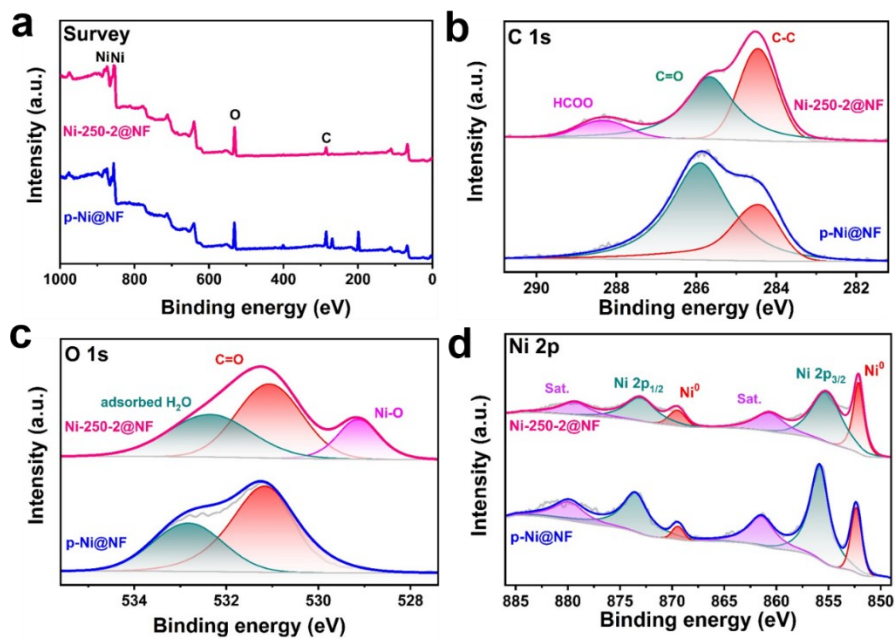 a
Survey
Ni Ni
Ni-250-2@NF
O
C
p-Ni@NF
Intensity (a.u.)
1000 800 600 400 200 0
Binding energy (eV)
b
C 1s
C-C
C=O
HCOO
Ni-250-2@NF
p-Ni@NF
Intensity (a.u.)
290 288 286 284 282
Binding energy (eV)
c
O 1s
C=O
adsorbed H₂O
Ni-O
Ni-250-2@NF
p-Ni@NF
Intensity (a.u.)
534 532 530 528
Binding energy (eV)
d
Ni 2p
Sat. Ni 2p₁/₂ Ni⁰ Sat. Ni 2p₃/₂ Ni⁰
Ni-250-2@NF
p-Ni@NF
Intensity (a.u.)
885 880 875 870 865 860 855 850
Binding energy (eV)